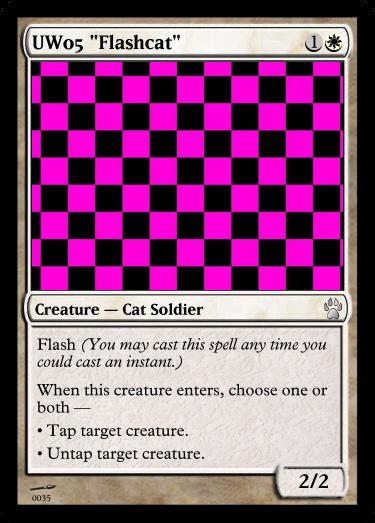 UW05 "Flashcat" 1
Creature — Cat Soldier
Flash (You may cast this spell any time you
could cast an instant.)
When this creature enters, choose one or
both —
• Tap target creature.
• Untap target creature.
2/2
0035